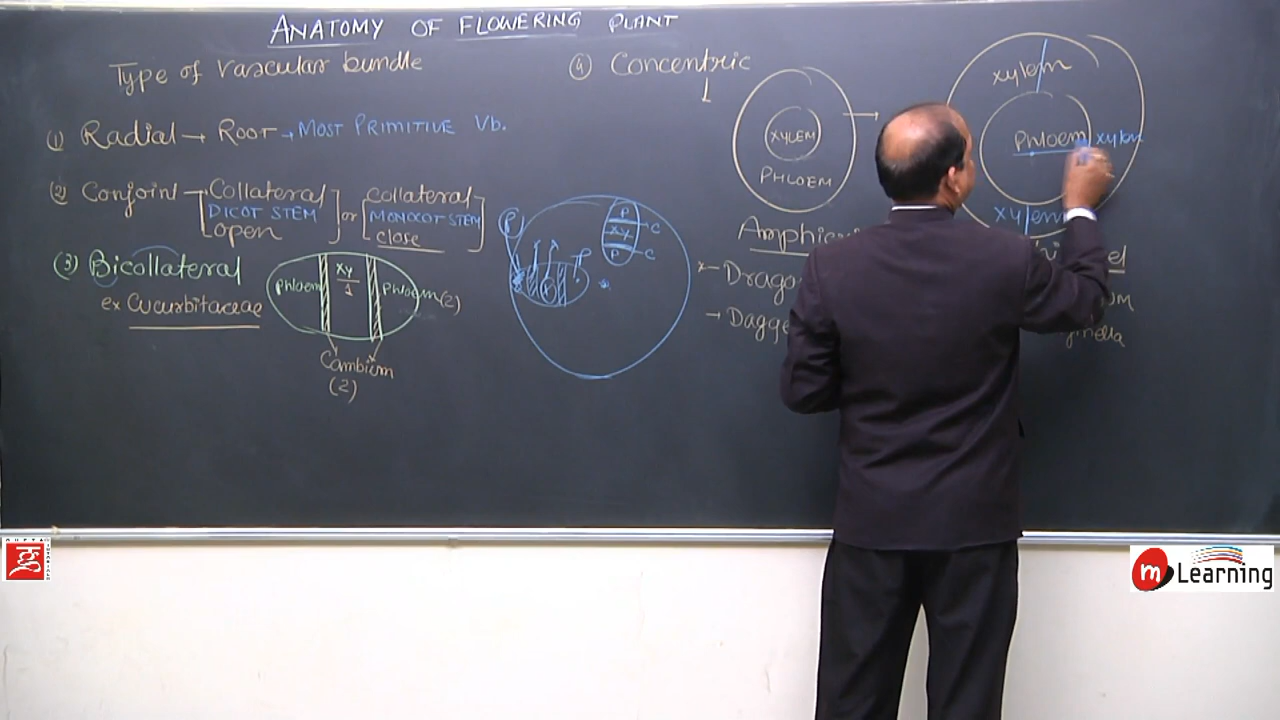 ANATOMY OF FLOWERING PLANT
Type of vascular bundle
(1) Radial → Root → MOST PRIMITIVE Vb.
(2) Conjoint → Collateral DICOT STEM open or Collateral MONOCOT STEM close
(3) Bicollateral
ex Cucurbitaceae
Phloem
Xy
1
Phloem (2)
Cambium
(2)
P
P
P
xy
P
C
C
(4) Concentric
XYLEM
PHLOEM
xylem
Phloem
xylem
xylem
Dagge
m Learning